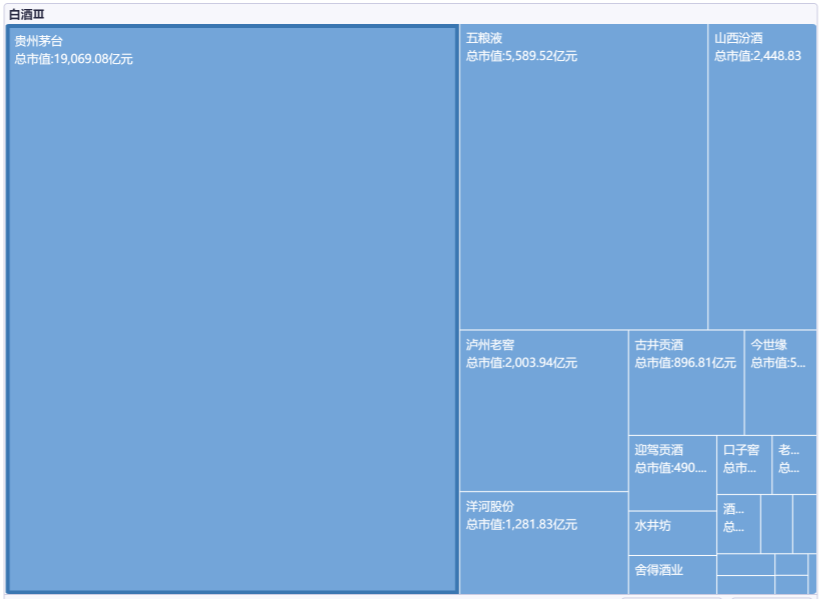 白酒Ⅲ
贵州茅台
总市值:19,069.08亿元
五粮液
总市值:5,589.52亿元
山西汾酒
总市值:2,448.83
泸州老窖
总市值:2,003.94亿元
古井贡酒
总市值:896.81亿元
今世缘
总市值:5...
洋河股份
总市值:1,281.83亿元
迎驾贡酒
总市值:490....
口子窖
总市...
老...
总...
水井坊
酒...
总...
舍得酒业